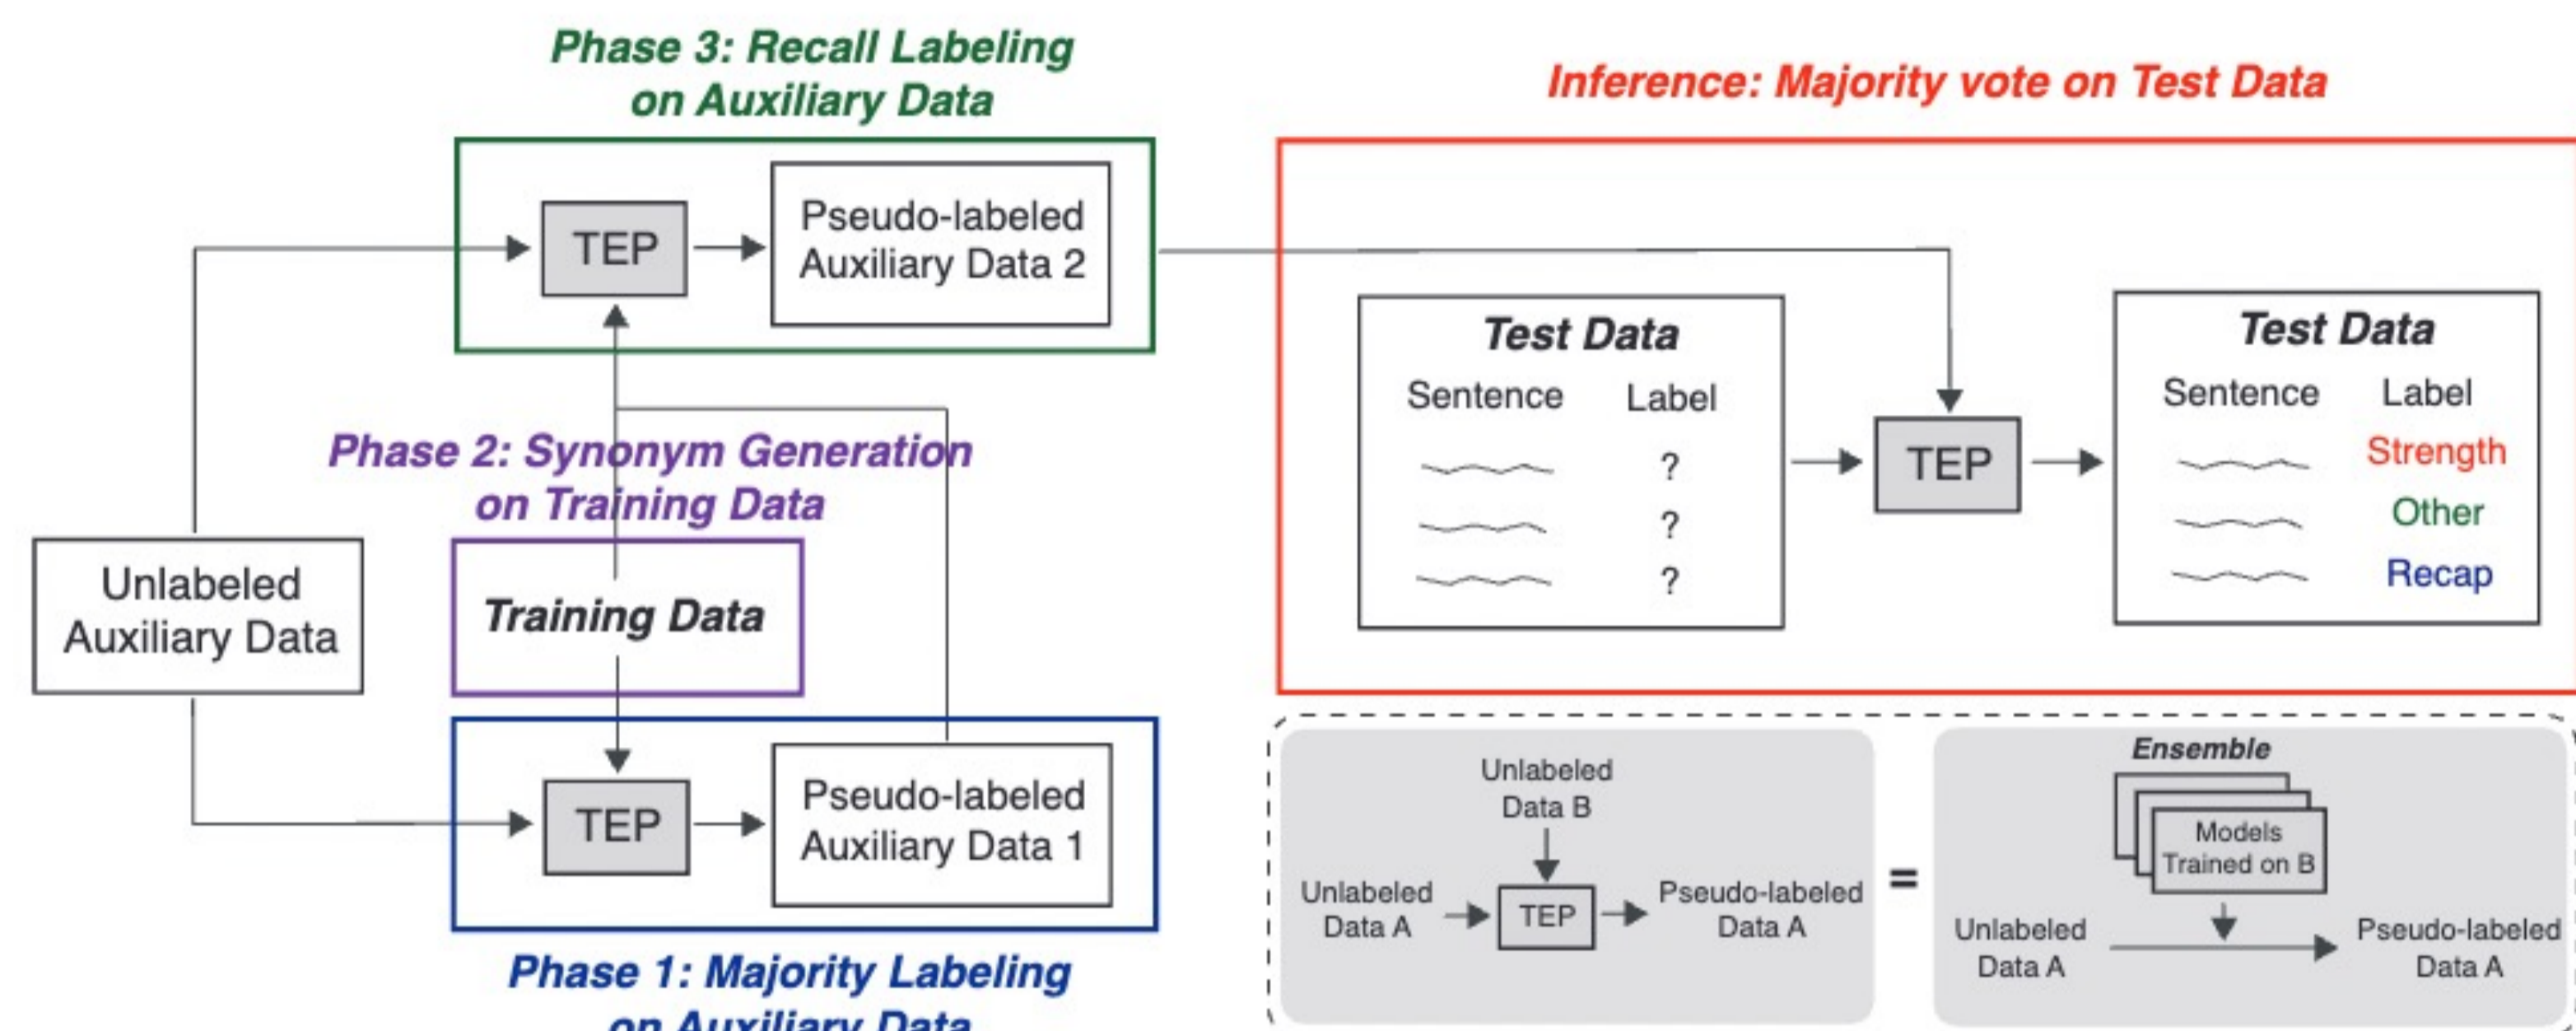 Phase 3: Recall Labeling
on Auxiliary Data
TEP
Pseudo-labeled
Auxiliary Data 2
Phase 2: Synonym Generation
on Training Data
Unlabeled
Auxiliary Data
Training Data
TEP
Pseudo-labeled
Auxiliary Data 1
Phase 1: Majority Labeling
on Auxiliary Data
Inference: Majority vote on Test Data
Test Data
Sentence Label
?
?
?
TEP
Test Data
Sentence Label
Strength
Other
Recap
Unlabeled
Data B
Unlabeled
Data A
TEP
Pseudo-labeled
Data A
=
Ensemble
Models
Trained on B
Unlabeled
Data A
Pseudo-labeled
Data A